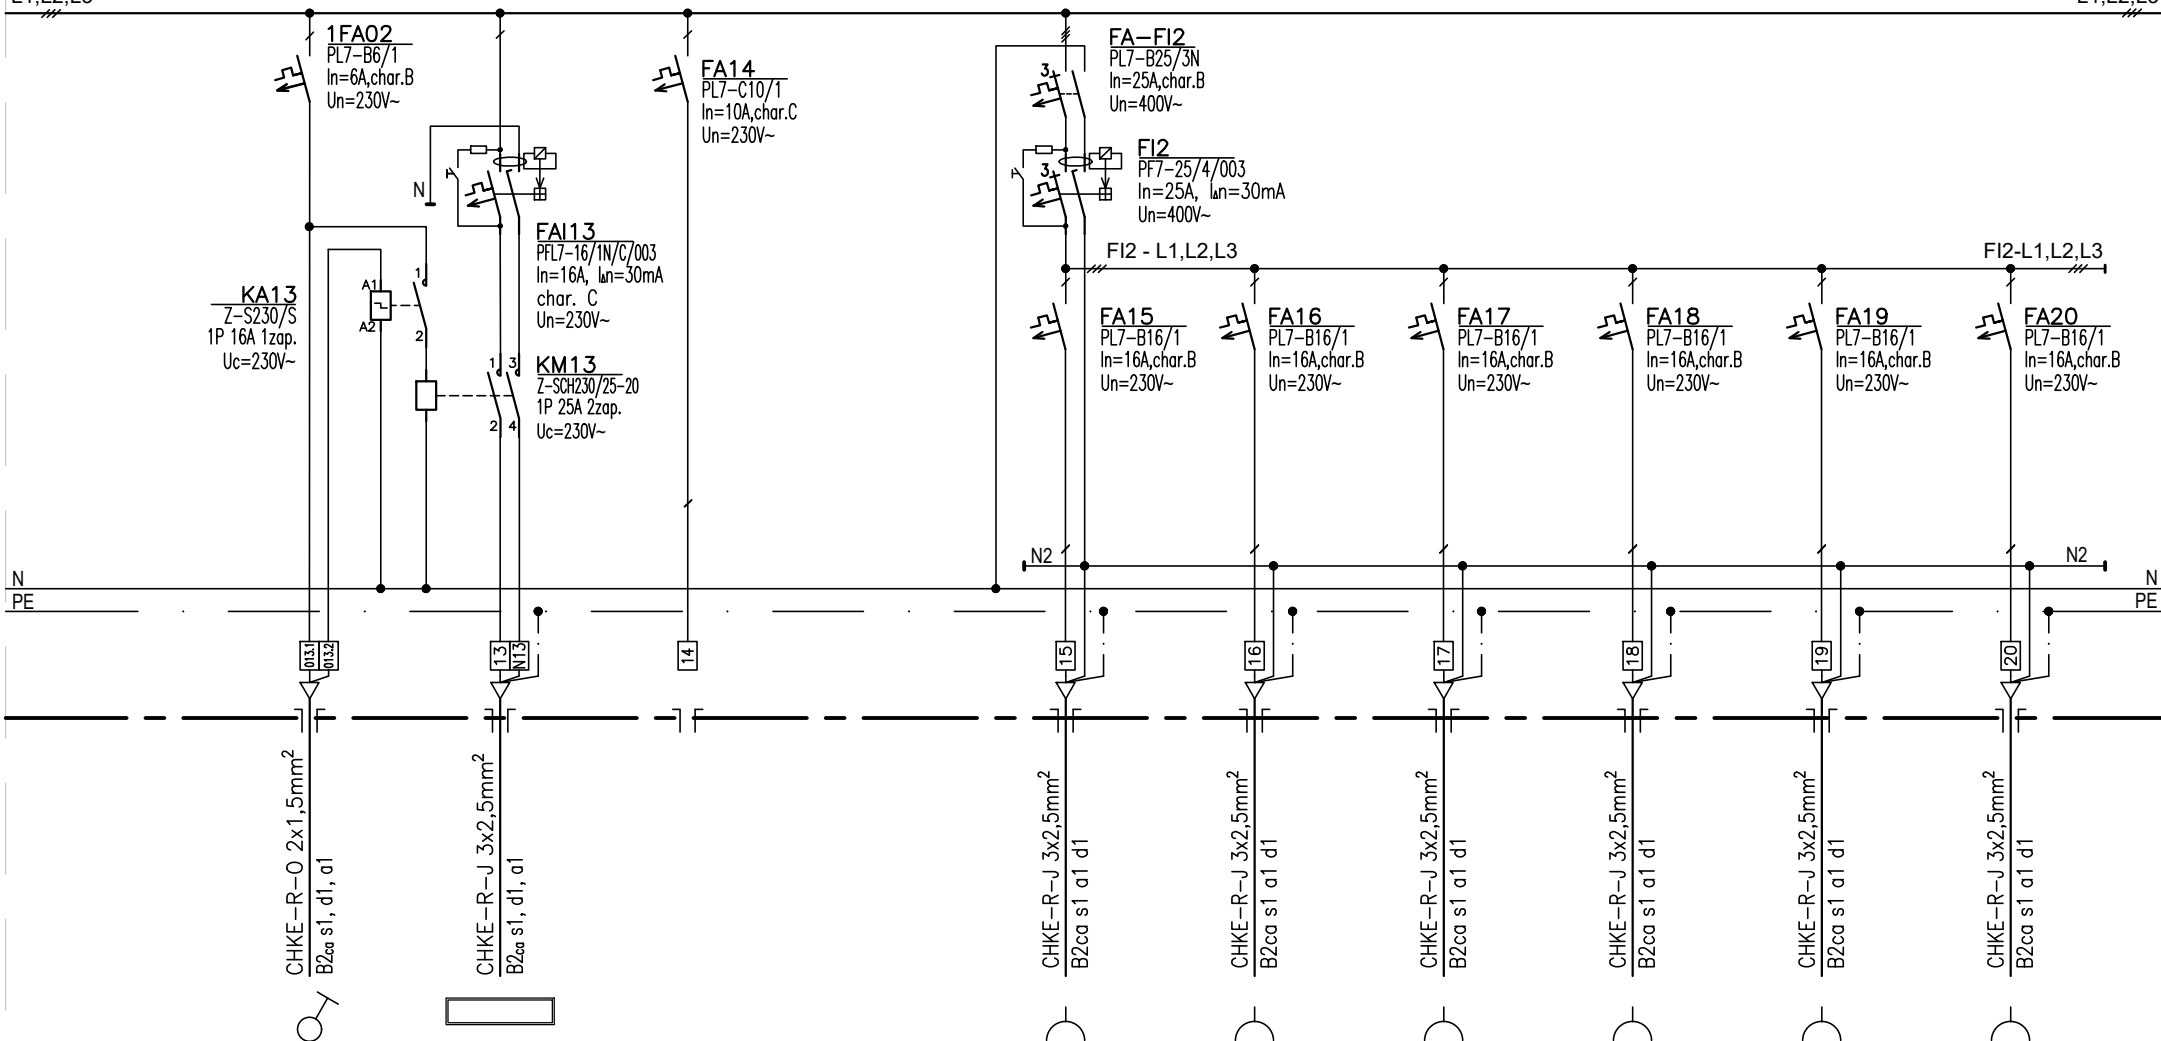 L1,L2,L3
L1,L2,L3
1FA02
PL7-B6/1
In=6A,char.B
Un=230V~
FA14
PL7-C10/1
In=10A,char.C
Un=230V~
FA-FI2
PL7-B25/3N
In=25A,char.B
Un=400V~
3
FI2
PF7-25/4/003
In=25A, IΔn=30mA
Un=400V~
3
N
FAI13
PFL7-16/1N/C/003
In=16A, IΔn=30mA
char. C
Un=230V~
FI2 - L1,L2,L3
FI2-L1,L2,L3
KA13
Z-S230/S
1P 16A 1zap.
Uc=230V~
A1
A2
1
2
KM13
Z-SCH230/25-20
1P 25A 2zap.
Uc=230V~
1
3
2
4
FA15
PL7-B16/1
In=16A,char.B
Un=230V~
FA16
PL7-B16/1
In=16A,char.B
Un=230V~
FA17
PL7-B16/1
In=16A,char.B
Un=230V~
FA18
PL7-B16/1
In=16A,char.B
Un=230V~
FA19
PL7-B16/1
In=16A,char.B
Un=230V~
FA20
PL7-B16/1
In=16A,char.B
Un=230V~
N2
N2
N
N
PE
PE
013.1
013.2
13
N13
14
15
16
17
18
19
20
CHKE-R-O 2x1,5mm²
B2ca s1, d1, a1
CHKE-R-J 3x2,5mm²
B2ca s1, d1, a1
CHKE-R-J 3x2,5mm²
B2ca s1 a1 d1
CHKE-R-J 3x2,5mm²
B2ca s1 a1 d1
CHKE-R-J 3x2,5mm²
B2ca s1 a1 d1
CHKE-R-J 3x2,5mm²
B2ca s1 a1 d1
CHKE-R-J 3x2,5mm²
B2ca s1 a1 d1
CHKE-R-J 3x2,5mm²
B2ca s1 a1 d1